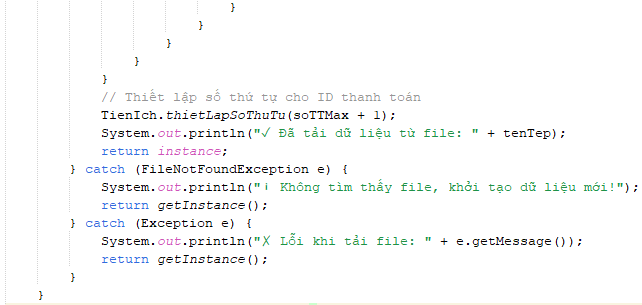 }
}
}
}
}
// Thiết lập số thứ tự cho ID thanh toán
TienIch.thietLapSoThuTu(soTTMax + 1);
System.out.println("✓ Đã tải dữ liệu từ file: " + tenTep);
return instance;
} catch (FileNotFoundException e) {
System.out.println("ℹ Không tìm thấy file, khởi tạo dữ liệu mới!");
return getInstance();
} catch (Exception e) {
System.out.println("✗ Lỗi khi tải file: " + e.getMessage());
return getInstance();
}
}